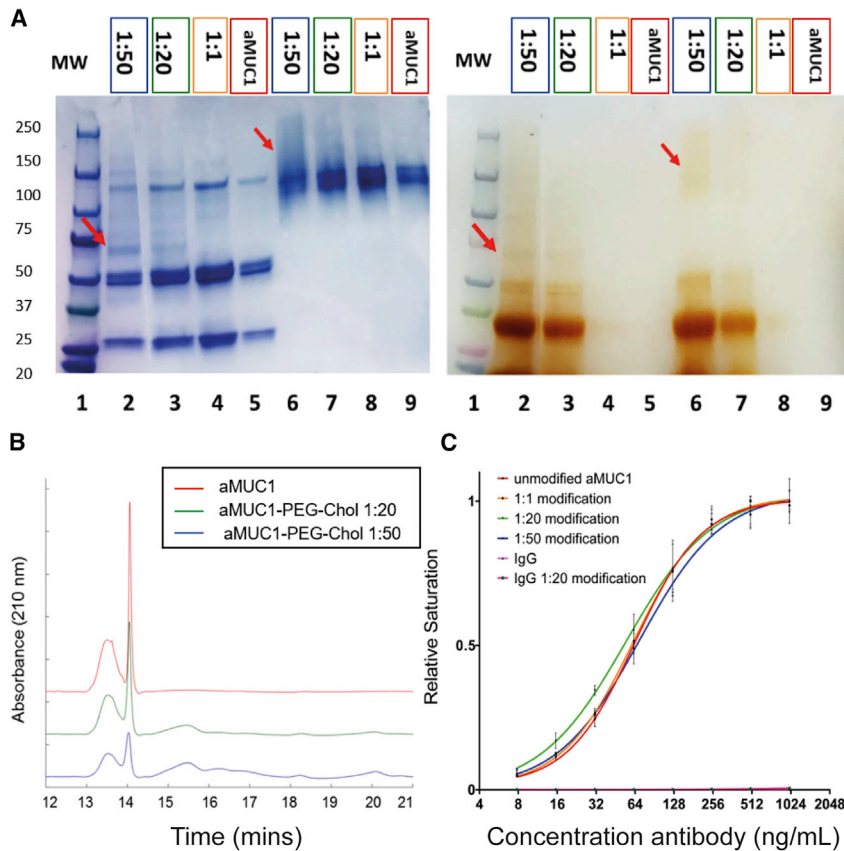 A
MW 1:50 1:20 1:1 aMUC1 1:50 1:20 1:1 aMUC1
MW 1:50 1:20 1:1 aMUC1 1:50 1:20 1:1 aMUC1
250
150
100
75
50
37
25
20
1 2 3 4 5 6 7 8 9
1 2 3 4 5 6 7 8 9
B
aMUC1
aMUC1-PEG-Chol 1:20
aMUC1-PEG-Chol 1:50
Absorbance (210 nm)
12 13 14 15 16 17 18 19 20 21
Time (mins)
C
unmodified aMUC1
1:1 modification
1:20 modification
1:50 modification
IgG
IgG 1:20 modification
Relative Saturation
1
0.5
0
4 8 16 32 64 128 256 512 1024 2048
Concentration antibody (ng/mL)